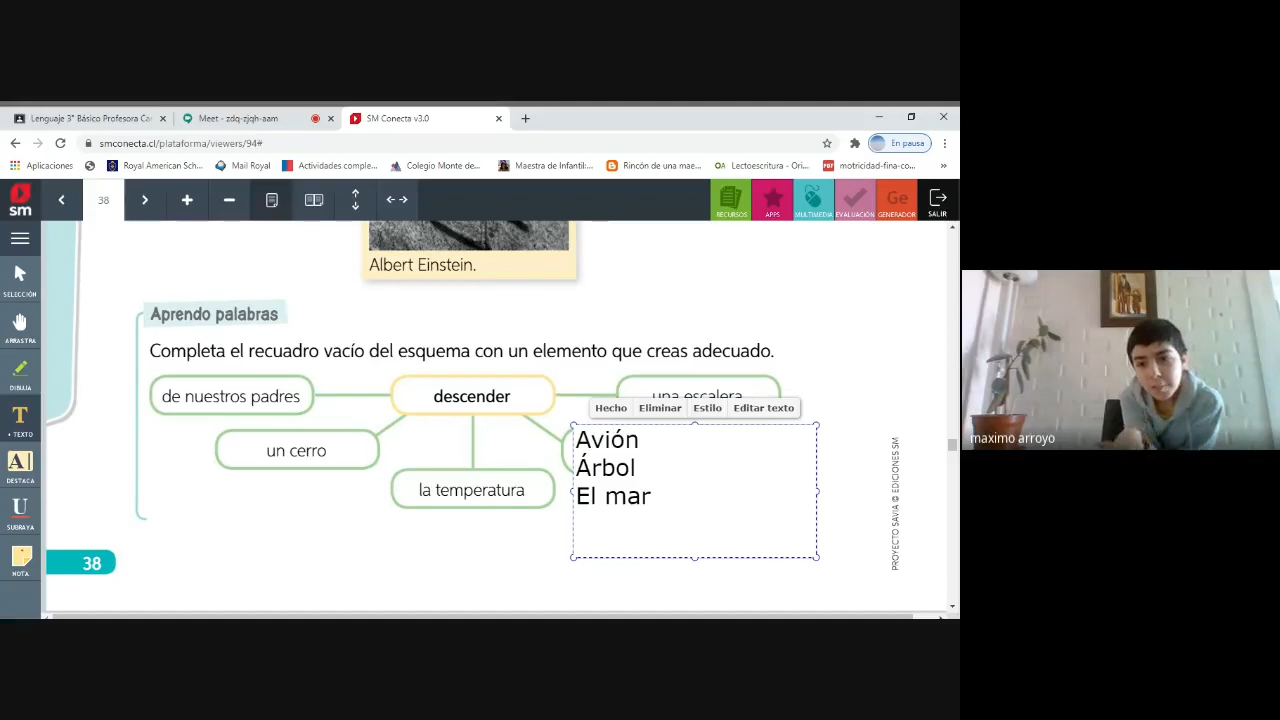 Lenguaje 3° Básico Profesora Ca
Meet - zdq-zjqh-aam
SM Conecta v3.0
smconecta.cl/plataforma/viewers/94#
En pausa
Aplicaciones
Royal American Sch...
Mail Royal
Actividades comple...
Colegio Monte de...
Maestra de Infantil:...
Rincón de una mae...
OA Lectoescritura - Ori...
PDF motricidad-fina-co...
»
sm
38
RECURSOS
APPS
MULTIMEDIA
EVALUACIÓN
Ge
GENERADOR
SALIR
SELECCIÓN
ARRASTRA
DIBUJA
T
+ TEXTO
A
DESTACA
U
SUBRAYA
NOTA
Albert Einstein.
Aprendo palabras
Completa el recuadro vacío del esquema con un elemento que creas adecuado.
de nuestros padres
descender
una escalera
Hecho Eliminar Estilo Editar texto
un cerro
la temperatura
Avión
Árbol
El mar
38
PROYECTO SAVIA © EDICIONES SM
maximo arroyo